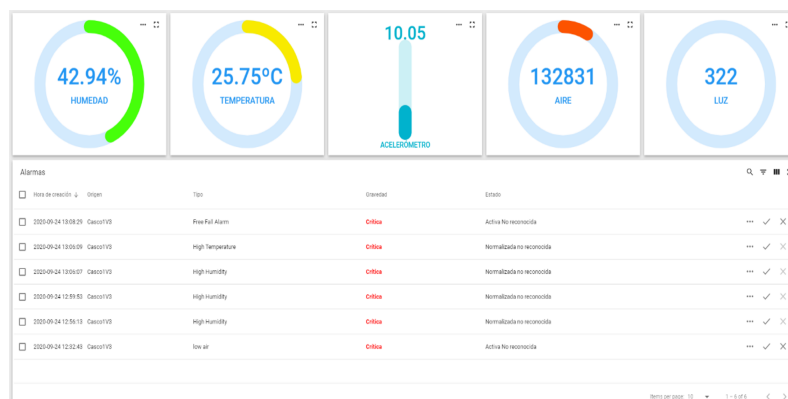 42.94%
HUMEDAD
25.75ºC
TEMPERATURA
10.05
ACELERÓMETRO
132831
AIRE
322
LUZ
Alarmas
Hora de creación ↓ Origen Tipo Gravedad Estado
2020-09-24 13:08:29 Casco1V3 Free Fall Alarm Crítica Activa No reconocida
2020-09-24 13:06:09 Casco1V3 High Temperature Crítica Normalizada no reconocida
2020-09-24 13:06:07 Casco1V3 High Humidity Crítica Normalizada no reconocida
2020-09-24 12:59:50 Casco1V3 High Humidity Crítica Normalizada no reconocida
2020-09-24 12:56:13 Casco1V3 High Humidity Crítica Normalizada no reconocida
2020-09-24 12:32:43 Casco1V3 low air Crítica Activa No reconocida
Items per page: 15 1 – 6 of 6